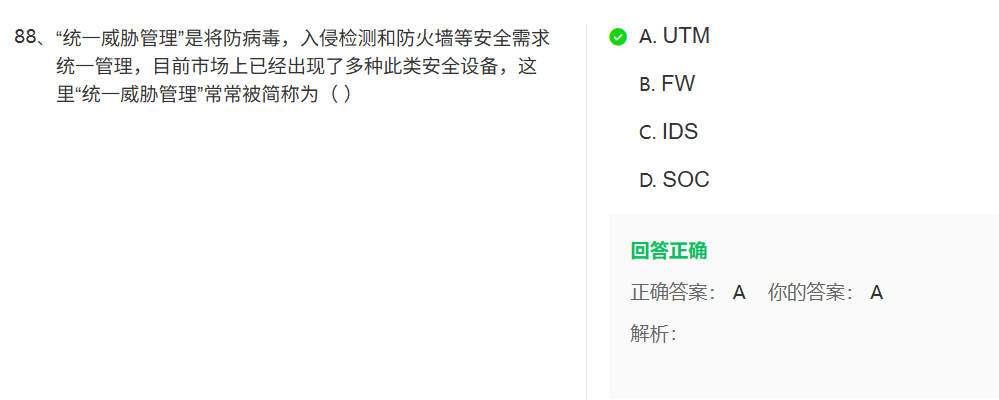 88、“统一威胁管理”是将防病毒，入侵检测和防火墙等安全需求
统一管理，目前市场上已经出现了多种此类安全设备，这
里“统一威胁管理”常常被简称为（ ）
A. UTM
B. FW
C. IDS
D. SOC
回答正确
正确答案： A 你的答案： A
解析：